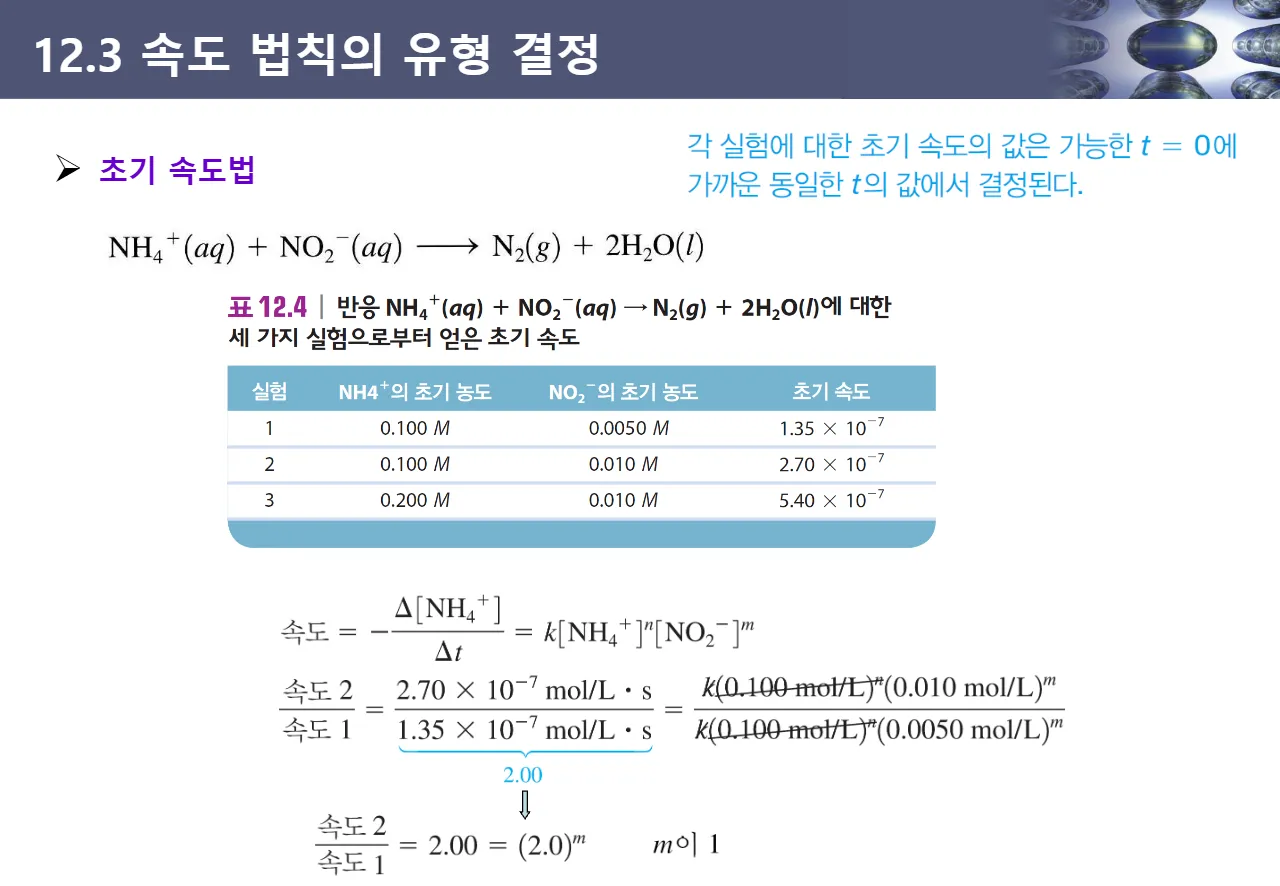 12.3 속도 법칙의 유형 결정
➢ 초기 속도법
각 실험에 대한 초기 속도의 값은 가능한 t = 0에
가까운 동일한 t의 값에서 결정된다.
NH₄⁺(aq) + NO₂⁻(aq) ⟶ N₂(g) + 2H₂O(l)
표 12.4 | 반응 NH₄⁺(aq) + NO₂⁻(aq) → N₂(g) + 2H₂O(l)에 대한
세 가지 실험으로부터 얻은 초기 속도
실험 NH4⁺의 초기 농도 NO₂⁻의 초기 농도 초기 속도
1 0.100 M 0.0050 M 1.35 × 10⁻⁷
2 0.100 M 0.010 M 2.70 × 10⁻⁷
3 0.200 M 0.010 M 5.40 × 10⁻⁷
속도 = −Δ[NH₄⁺]/Δt = k[NH₄⁺]ⁿ[NO₂⁻]ᵐ
속도 2/속도 1 = 2.70 × 10⁻⁷ mol/L · s/1.35 × 10⁻⁷ mol/L · s = k(0.100 mol/L)ⁿ(0.010 mol/L)ᵐ/k(0.100 mol/L)ⁿ(0.0050 mol/L)ᵐ
2.00
속도 2/속도 1 = 2.00 = (2.0)ᵐ m이 1